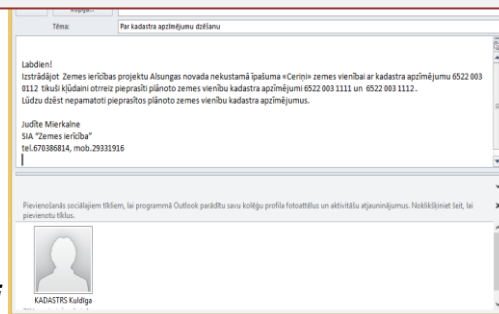 Kopija...
Tēma:
Par kadastra apzīmējumu dzēšanu
Labdien!
Izstrādājot Zemes ierīcības projektu Alsungas novada nekustamā īpašuma «Ceriņi» zemes vienībai ar kadastra apzīmējumu 6522 003
0112 tikuši kļūdaini otrreiz pieprasīti plānoto zemes vienību kadastra apzīmējumi 6522 003 1111 un 6522 003 1112 .
Lūdzu dzēst nepamatoti pieprasītos plānoto zemes vienību kadastra apzīmējumus.
Judīte Mierkalne
SIA "Zemes ierīcība"
tel.670386814, mob.29331916
Pievienošanās sociālajiem tīkliem, lai programmā Outlook parādītu savu kolēģu profila fotoattēlus un aktivitāšu atjauninājumus. Noklikšķiniet šeit, lai
pievienotu tīklus.
KADASTRS Kuldīga